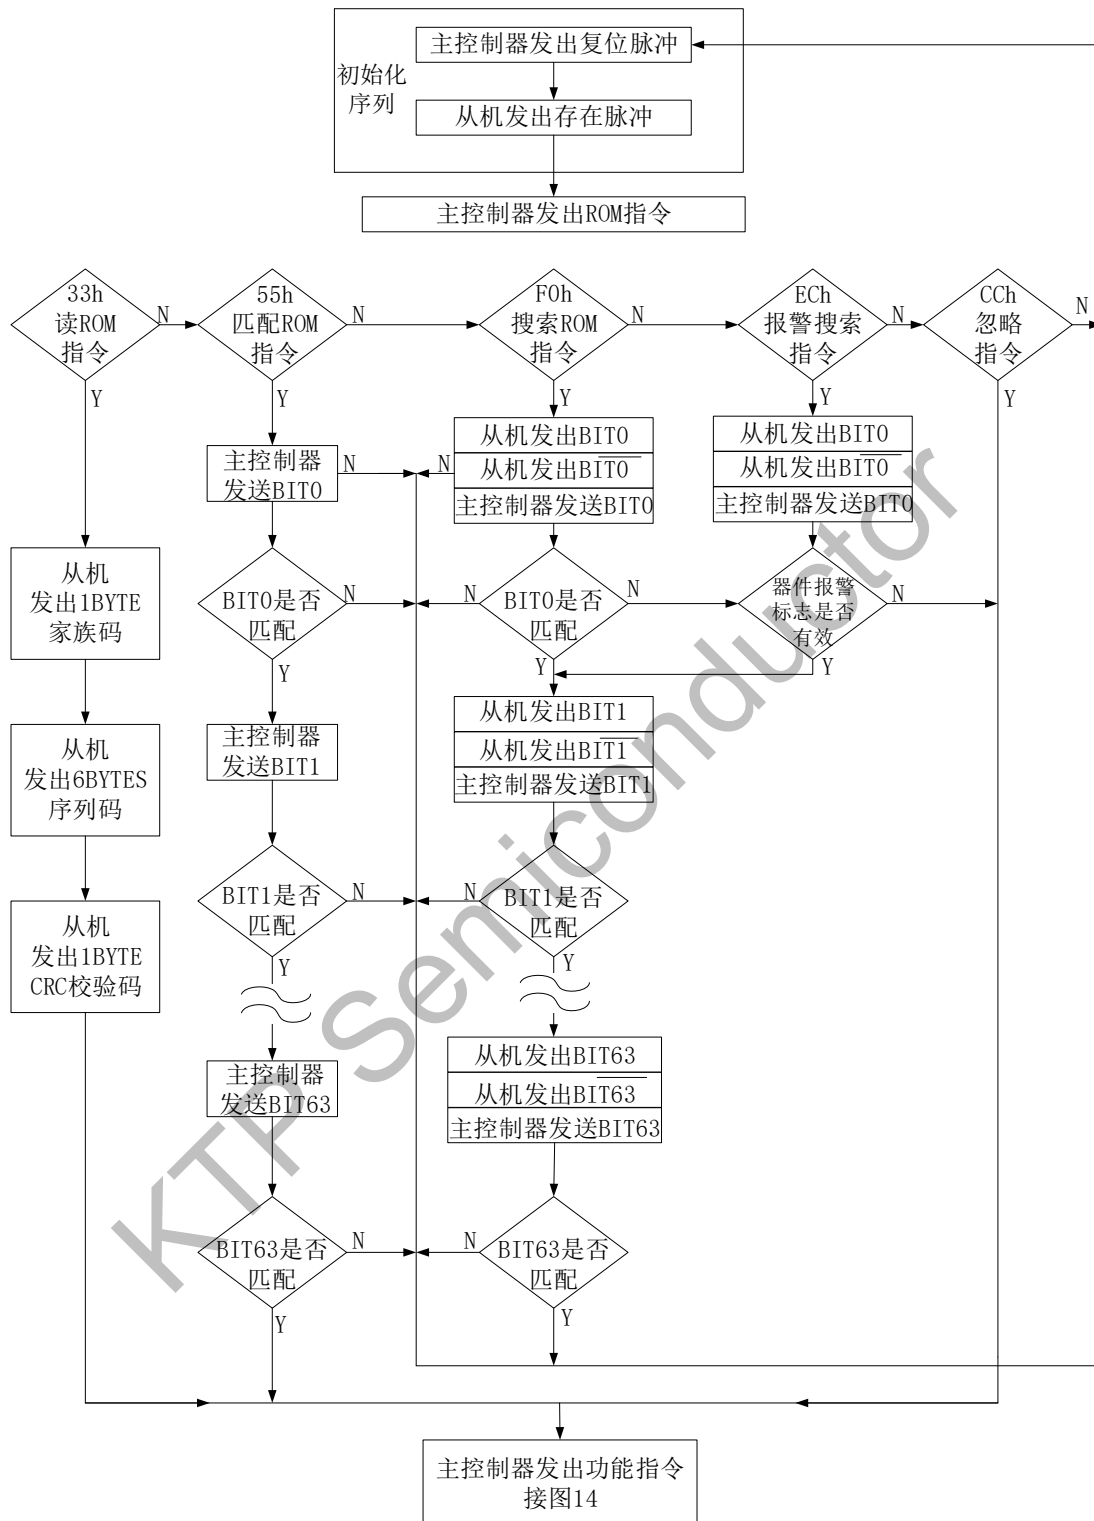 主控制器发出复位脉冲
初始化
序列
从机发出存在脉冲
主控制器发出ROM指令
33h
读ROM
指令
N
Y
55h
匹配ROM
指令
N
Y
F0h
搜索ROM
指令
N
Y
ECh
报警搜索
指令
N
Y
CCh
忽略
指令
N
Y
从机
发出1BYTE
家族码
从机
发出6BYTES
序列码
从机
发出1BYTE
CRC校验码
主控制器
发送BIT0
N
BIT0是否
匹配
N
Y
主控制器
发送BIT1
BIT1是否
匹配
N
Y
主控制器
发送BIT63
BIT63是否
匹配
N
Y
从机发出BIT0
从机发出B\overline{IT0}
主控制器发送BIT0
N
BIT0是否
匹配
N
N
Y
从机发出BIT1
从机发出B\overline{IT1}
主控制器发送BIT1
BIT1是否
匹配
N
Y
从机发出BIT63
从机发出B\overline{IT63}
主控制器发送BIT63
BIT63是否
匹配
N
Y
从机发出BIT0
从机发出B\overline{IT0}
主控制器发送BIT0
器件报警
标志是否
有效
N
Y
主控制器发出功能指令
接图14
KTP Semiconductor